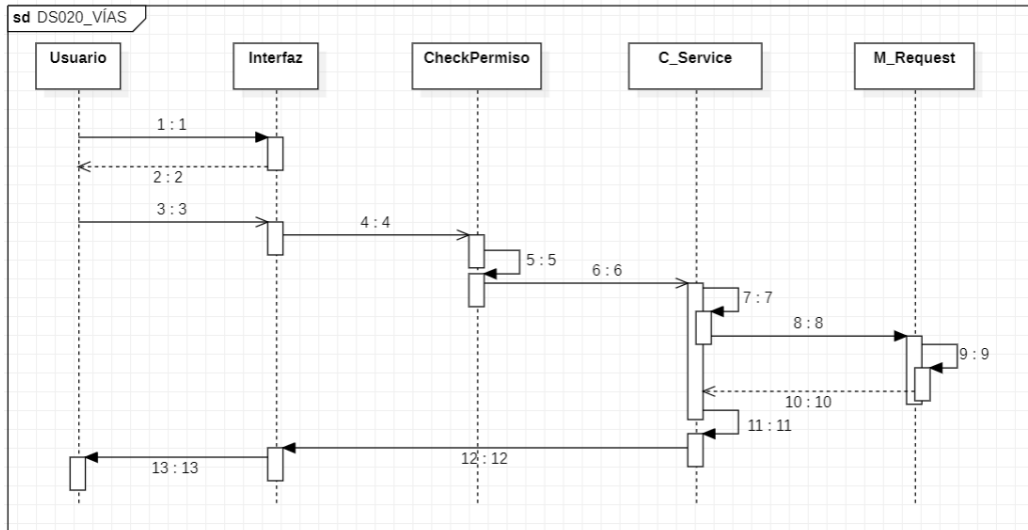 sd DS020_VÍAS
Usuario
Interfaz
CheckPermiso
C_Service
M_Request
1 : 1
2 : 2
3 : 3
4 : 4
5 : 5
6 : 6
7 : 7
8 : 8
9 : 9
10 : 10
11 : 11
12 : 12
13 : 13